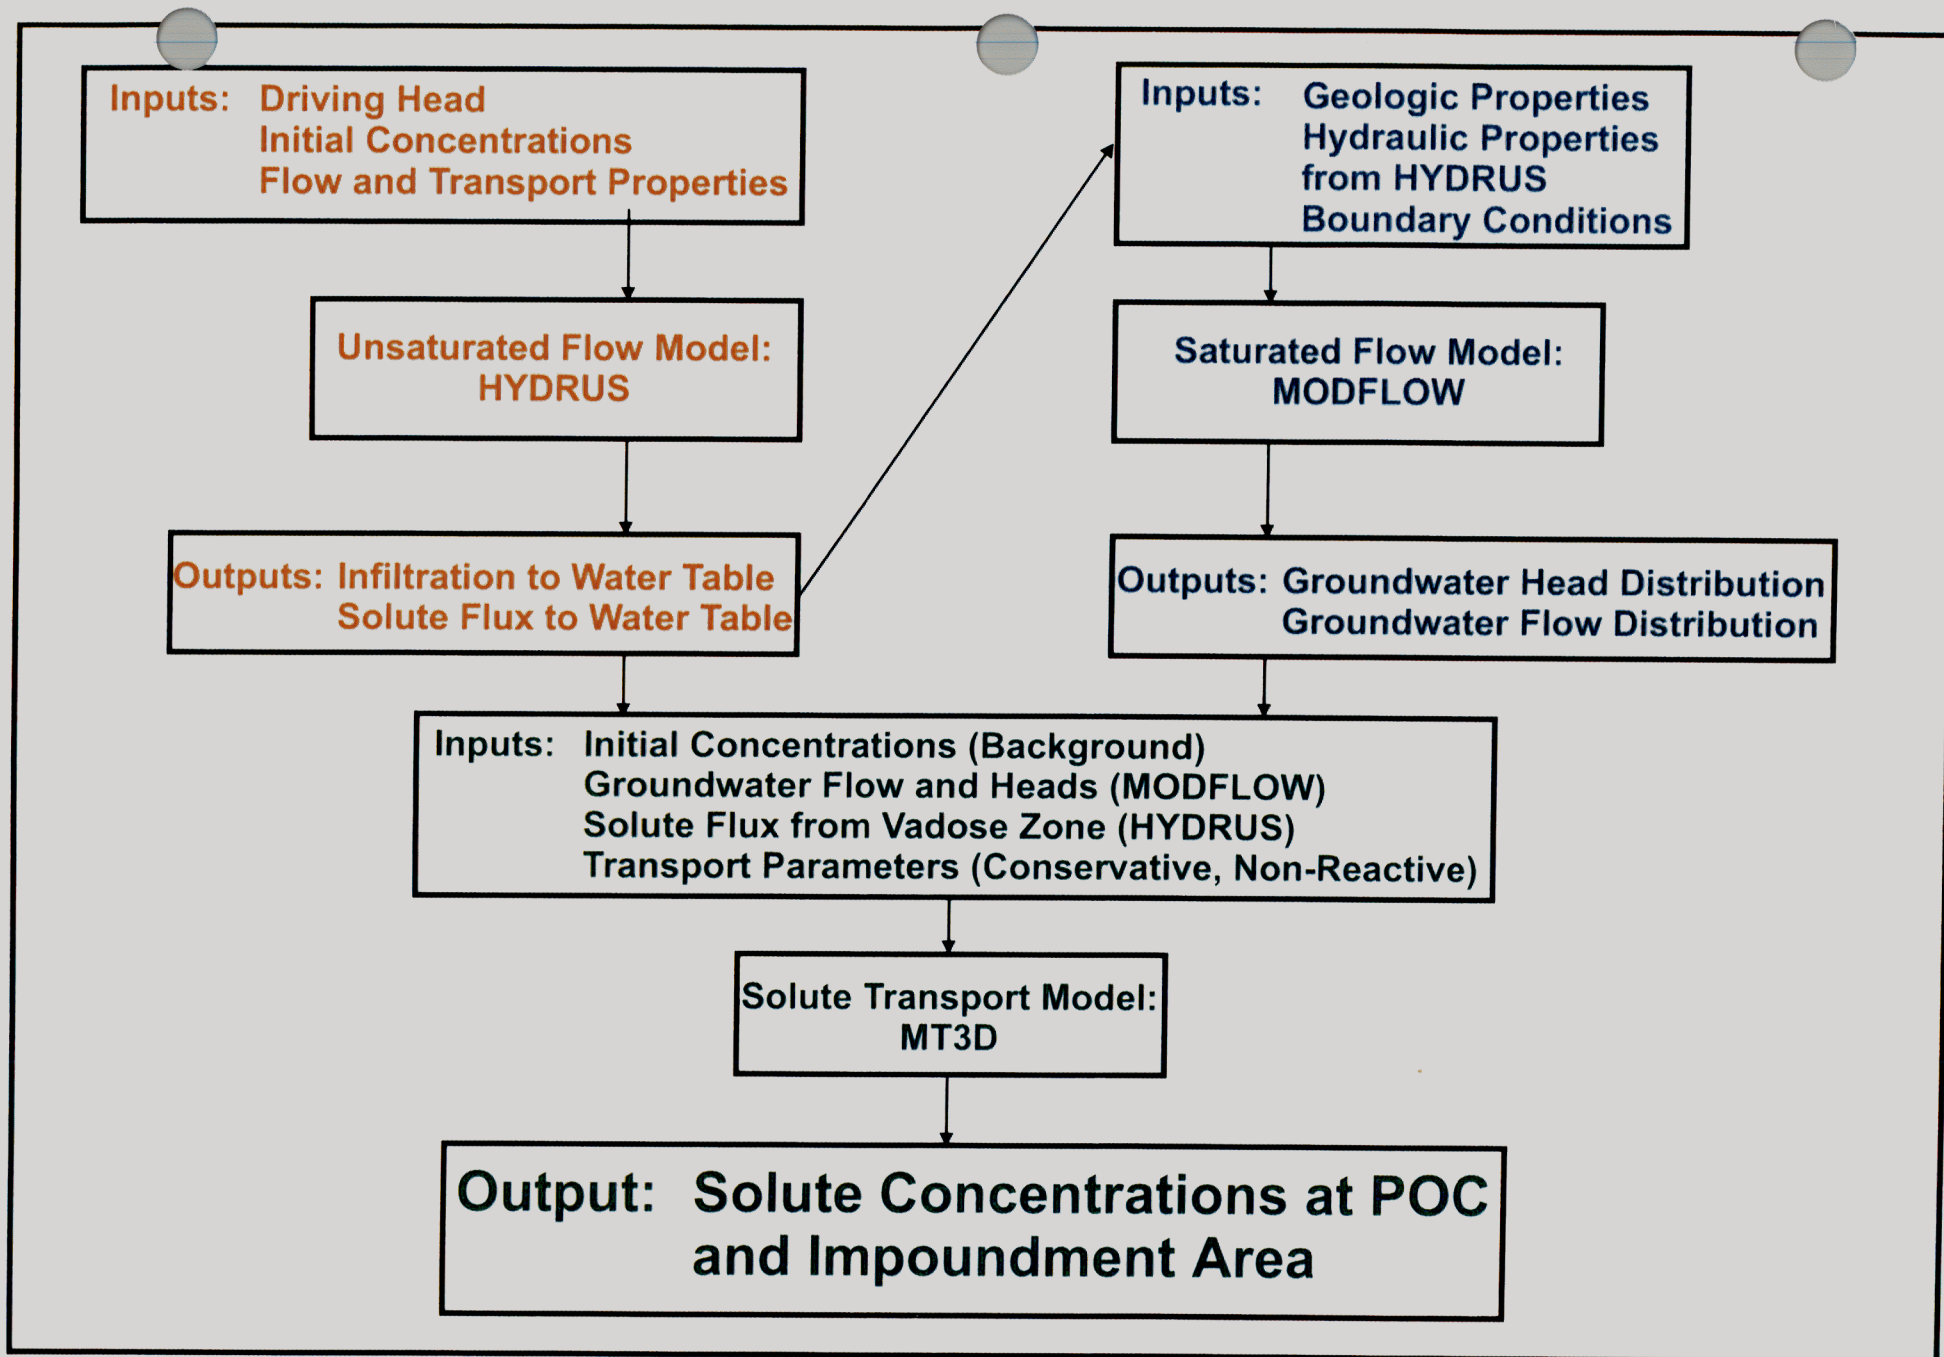 Inputs: Driving Head
Initial Concentrations
Flow and Transport Properties
Unsaturated Flow Model:
HYDRUS
Outputs: Infiltration to Water Table
Solute Flux to Water Table
Inputs: Geologic Properties
Hydraulic Properties
from HYDRUS
Boundary Conditions
Saturated Flow Model:
MODFLOW
Outputs: Groundwater Head Distribution
Groundwater Flow Distribution
Inputs: Initial Concentrations (Background)
Groundwater Flow and Heads (MODFLOW)
Solute Flux from Vadose Zone (HYDRUS)
Transport Parameters (Conservative, Non-Reactive)
Solute Transport Model:
MT3D
Output: Solute Concentrations at POC
and Impoundment Area